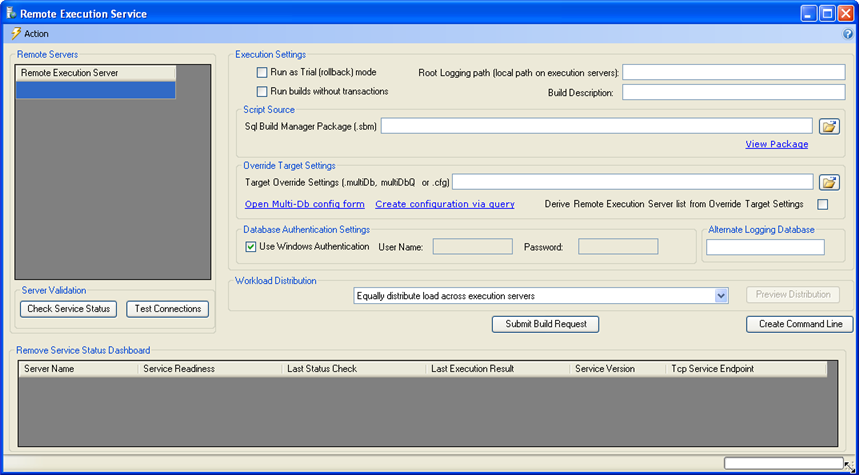 Remote Execution Service
Action
Remote Servers
Remote Execution Server
Server Validation
Check Service Status Test Connections
Execution Settings
Run as Trial (rollback) mode Root Logging path (local path on execution servers):
Run builds without transactions Build Description:
Script Source
Sql Build Manager Package (.sbm)
View Package
Override Target Settings
Target Override Settings (.multiDb, multiDbQ or .cfg)
Open Multi-Db config form Create configuration via query Derive Remote Execution Server list from Override Target Settings
Database Authentication Settings Alternate Logging Database
Use Windows Authentication User Name: Password:
Workload Distribution
Equally distribute load across execution servers Preview Distribution
Submit Build Request Create Command Line
Remove Service Status Dashboard
Server Name Service Readiness Last Status Check Last Execution Result Service Version Tcp Service Endpoint